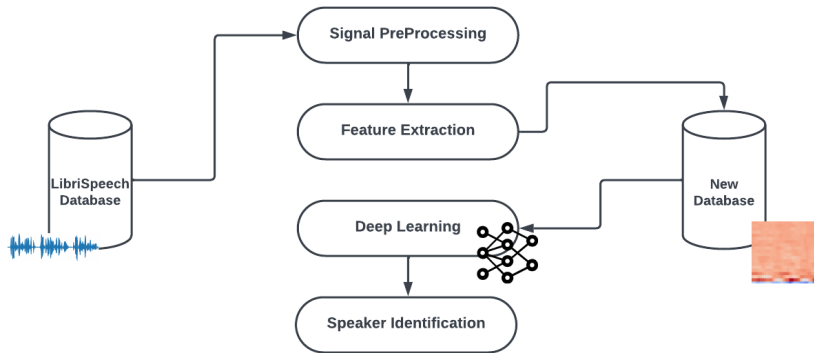 Signal PreProcessing
Feature Extraction
LibriSpeech
Database
New
Database
Deep Learning
Speaker Identification